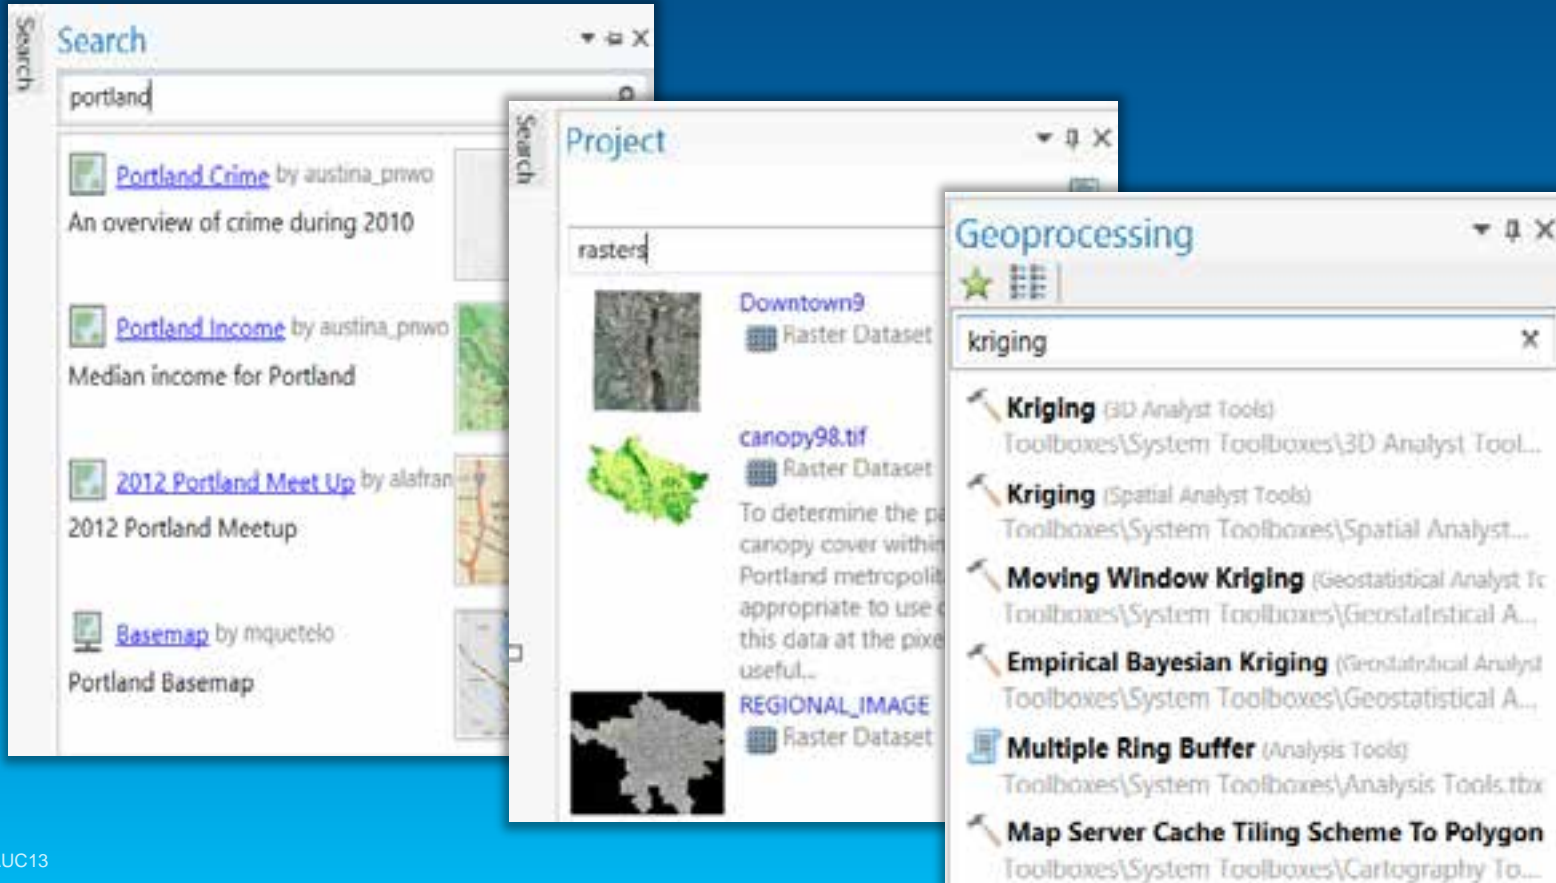 Search
Search
portland
Portland Crime by austina_pnwo
An overview of crime during 2010
Portland Income by austina_pnwo
Median income for Portland
2012 Portland Meet Up by alafran
2012 Portland Meetup
Basemap by mquetelo
Portland Basemap
Search
Project
rasters
Downtown9
Raster Dataset
canopy98.tif
Raster Dataset
To determine the pa
canopy cover within
Portland metropolit
appropriate to use
this data at the pixe
useful...
REGIONAL_IMAGE
Raster Dataset
Geoprocessing
kriging
Kriging (3D Analyst Tools)
Toolboxes\System Toolboxes\3D Analyst Tool...
Kriging (Spatial Analyst Tools)
Toolboxes\System Toolboxes\Spatial Analyst...
Moving Window Kriging (Geostatistical Analyst To
Toolboxes\System Toolboxes\Geostatistical A...
Empirical Bayesian Kriging (Geostatistical Analyst
Toolboxes\System Toolboxes\Geostatistical A...
Multiple Ring Buffer (Analysis Tools)
Toolboxes\System Toolboxes\Analysis Tools.tbx
Map Server Cache Tiling Scheme To Polygon
Toolboxes\System Toolboxes\Cartography To...
UC13